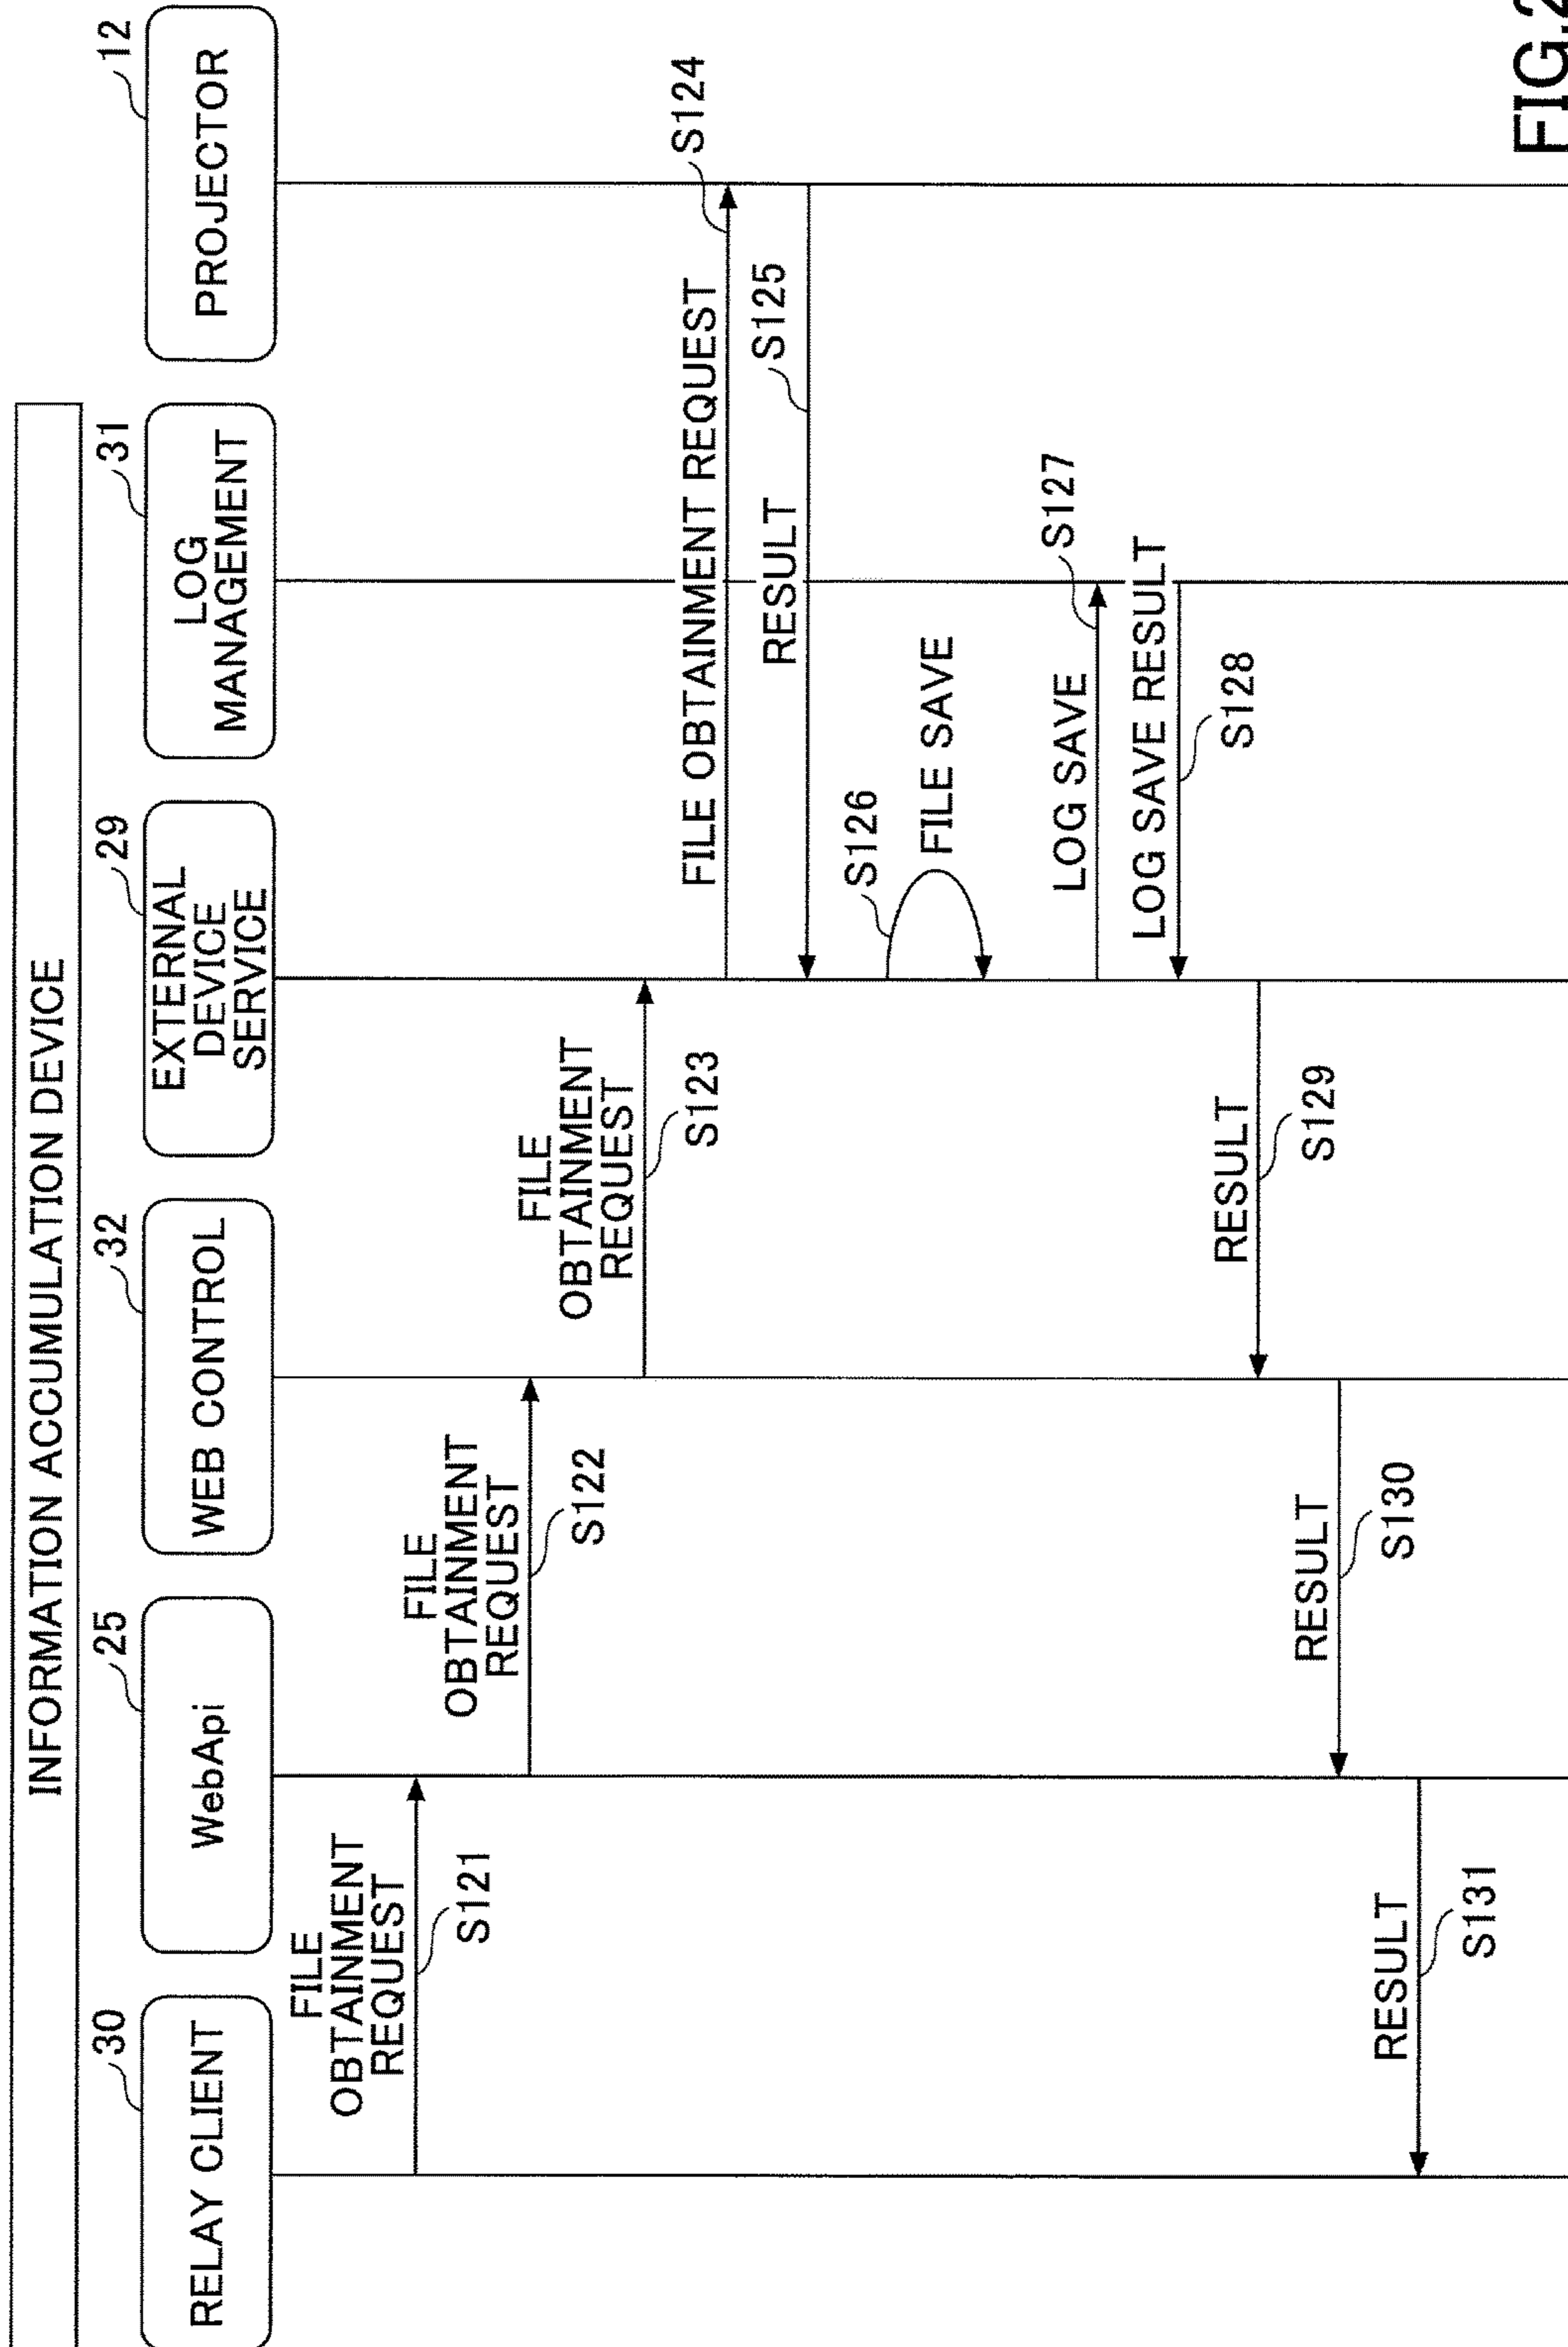 INFORMATION ACCUMULATION DEVICE
30
25
32
29
31
12
RELAY CLIENT
WebApi
WEB CONTROL
EXTERNAL
DEVICE
SERVICE
LOG
MANAGEMENT
PROJECTOR
FILE
OBTAINMENT
REQUEST
S121
FILE
OBTAINMENT
REQUEST
S122
FILE
OBTAINMENT
REQUEST
S123
FILE OBTAINMENT REQUEST
S124
RESULT
S125
S126
FILE SAVE
LOG SAVE
S127
LOG SAVE RESULT
S128
RESULT
S129
RESULT
S130
RESULT
S131